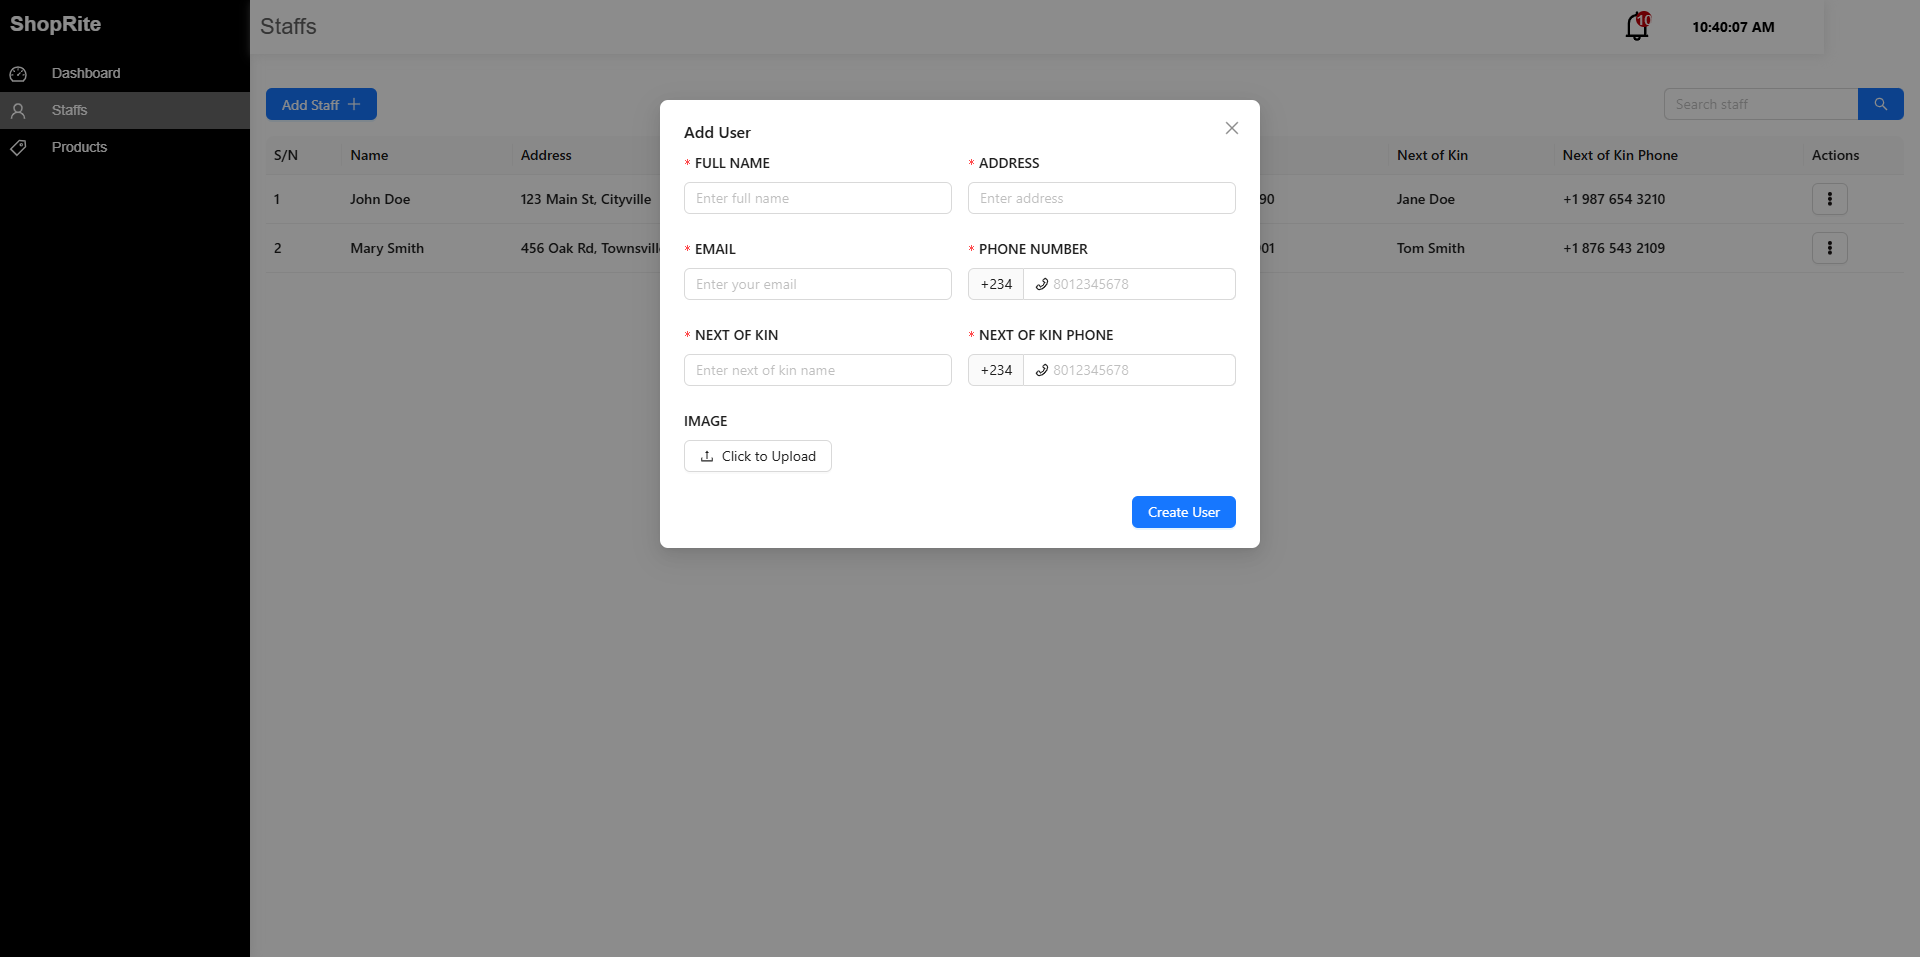 ShopRite
Dashboard
Staffs
Products
Staffs
10
10:40:07 AM
Add Staff
Search staff
S/N Name Address Next of Kin Next of Kin Phone Actions
1 John Doe 123 Main St, Cityville 90 Jane Doe +1 987 654 3210
2 Mary Smith 456 Oak Rd, 01 Tom Smith +1 876 543 2109
Add User
* FULL NAME * ADDRESS
Enter full name Enter address
* EMAIL * PHONE NUMBER
Enter your email +234 8012345678
* NEXT OF KIN * NEXT OF KIN PHONE
Enter next of kin name +234 8012345678
IMAGE
Click to Upload
Create User